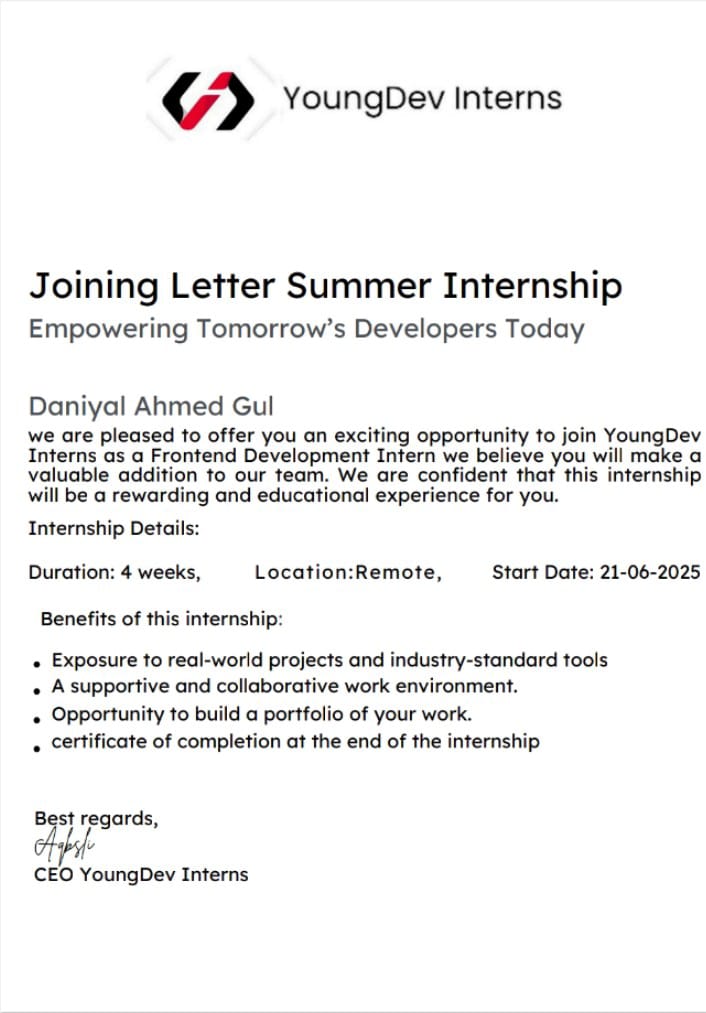 YoungDev Interns
Joining Letter Summer Internship
Empowering Tomorrow’s Developers Today
Daniyal Ahmed Gul
we are pleased to offer you an exciting opportunity to join YoungDev
Interns as a Frontend Development Intern we believe you will make a
valuable addition to our team. We are confident that this internship
will be a rewarding and educational experience for you.
Internship Details:
Duration: 4 weeks, Location:Remote, Start Date: 21-06-2025
Benefits of this internship:
• Exposure to real-world projects and industry-standard tools
• A supportive and collaborative work environment.
• Opportunity to build a portfolio of your work.
• certificate of completion at the end of the internship
Best regards,
CEO YoungDev Interns